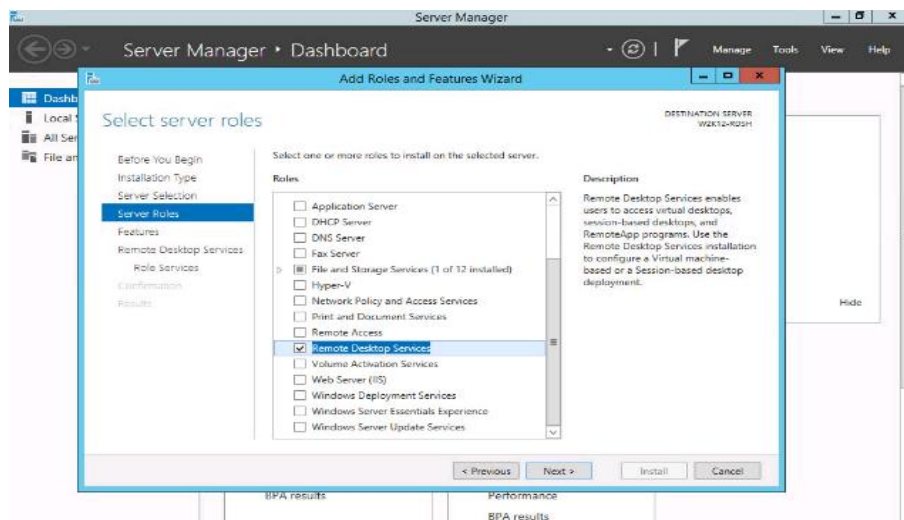 Server Manager
Server Manager • Dashboard
Manage Tools View Help
Add Roles and Features Wizard
Dashb
Local S
All Ser
File an
Select server roles
DESTINATION SERVER
W2K12-RDSH
Before You Begin
Installation Type
Server Selection
Server Roles
Features
Remote Desktop Services
Role Services
Confirmation
Results
Select one or more roles to install on the selected server.
Roles
Application Server
DHCP Server
DNS Server
Fax Server
File and Storage Services (1 of 12 installed)
Hyper-V
Network Policy and Access Services
Print and Document Services
Remote Access
Remote Desktop Services
Volume Activation Services
Web Server (IIS)
Windows Deployment Services
Windows Server Essentials Experience
Windows Server Update Services
Description
Remote Desktop Services enables
users to access virtual desktops,
session-based desktops, and
RemoteApp programs. Use the
Remote Desktop Services installation
to configure a Virtual machine-
based or a Session-based desktop
deployment.
Hide
< Previous Next > Install Cancel
BPA results
Performance
BPA results